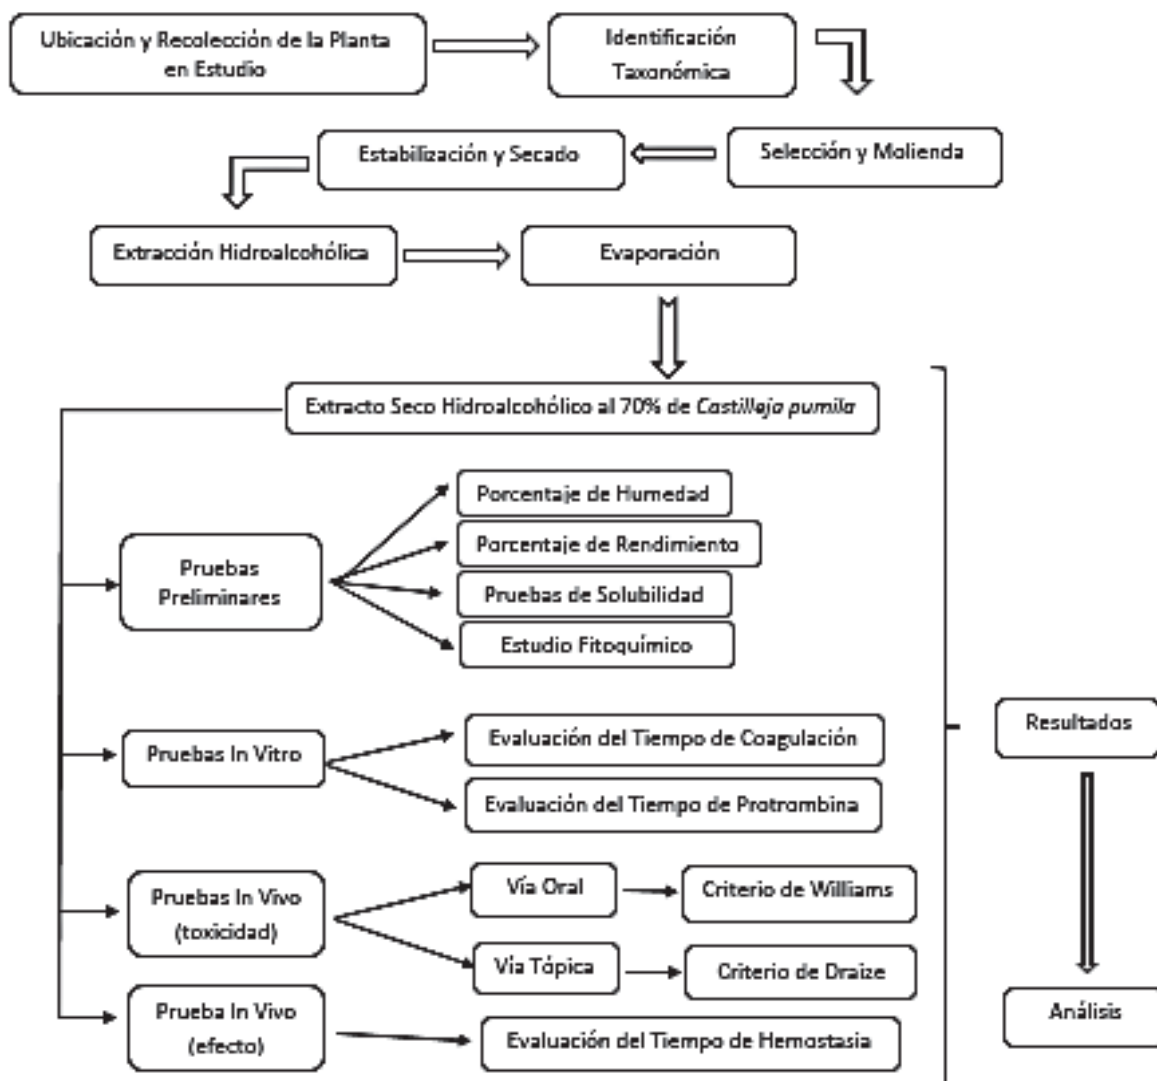 Ubicación y Recolección de la Planta
en Estudio
Identificación
Taxonómica
Selección y Molienda
Estabilización y Secado
Extracción Hidroalcohólica
Evaporación
Extracto Seco Hidroalcohólico al 70% de Castilleja pumila
Pruebas
Preliminares
Porcentaje de Humedad
Porcentaje de Rendimiento
Pruebas de Solubilidad
Estudio Fitoquímico
Pruebas In Vitro
Evaluación del Tiempo de Coagulación
Evaluación del Tiempo de Protrombina
Pruebas In Vivo
(toxicidad)
Vía Oral
Criterio de Williams
Vía Tópica
Criterio de Draize
Prueba In Vivo
(efecto)
Evaluación del Tiempo de Hemostasia
Resultados
Análisis